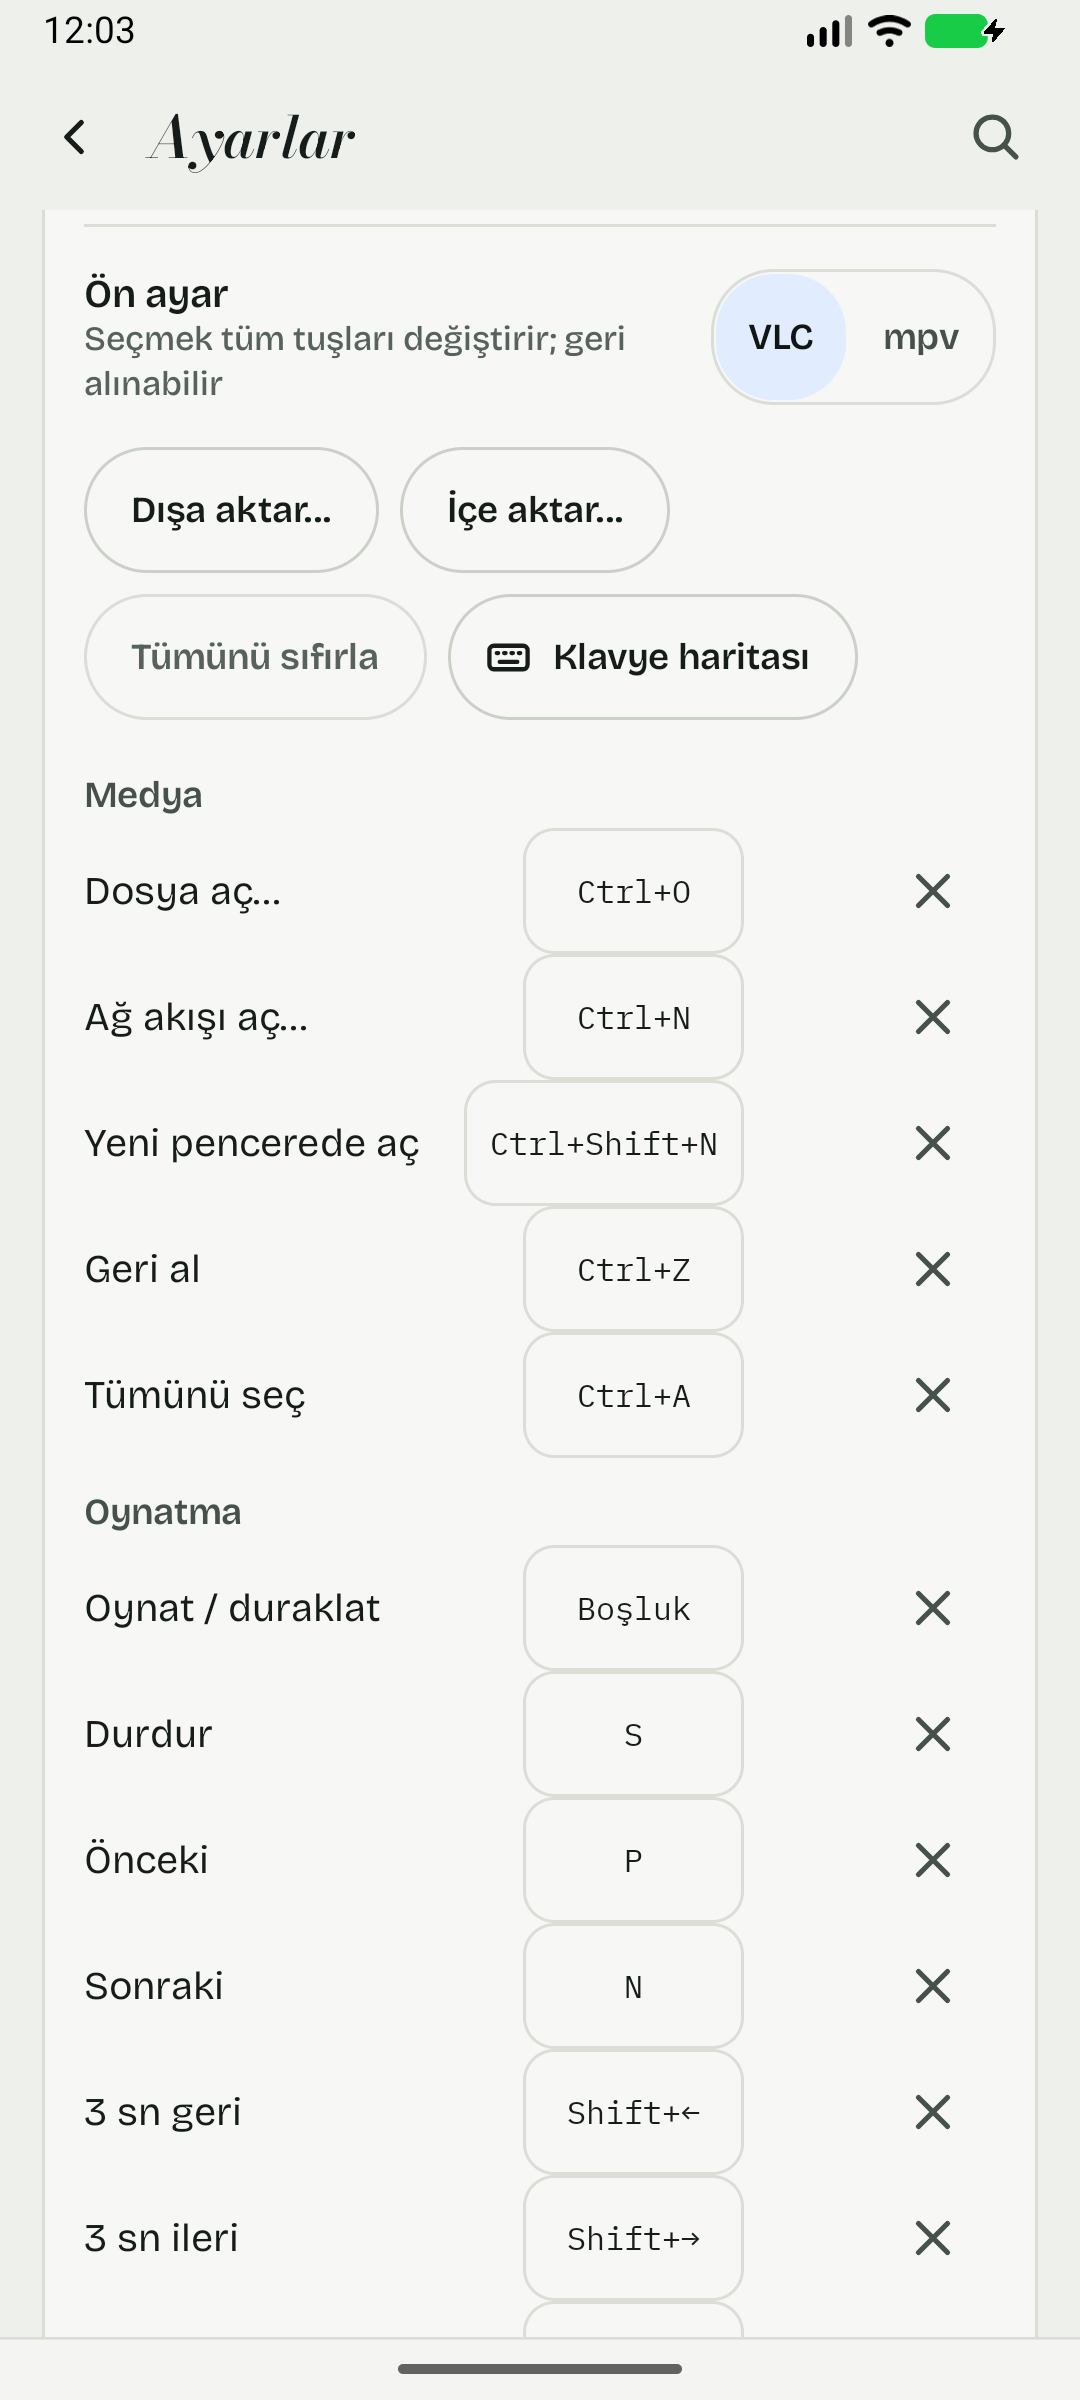 12:03
Ayarlar
Ön ayar
Seçmek tüm tuşları değiştirir; geri
alınabilir
VLC
mpv
Dışa aktar...
İçe aktar...
Tümünü sıfırla
Klavye haritası
Medya
Dosya aç...
Ctrl+O
Ağ akışı aç...
Ctrl+N
Yeni pencerede aç
Ctrl+Shift+N
Geri al
Ctrl+Z
Tümünü seç
Ctrl+A
Oynatma
Oynat / duraklat
Boşluk
Durdur
S
Önceki
P
Sonraki
N
3 sn geri
Shift+←
3 sn ileri
Shift+→